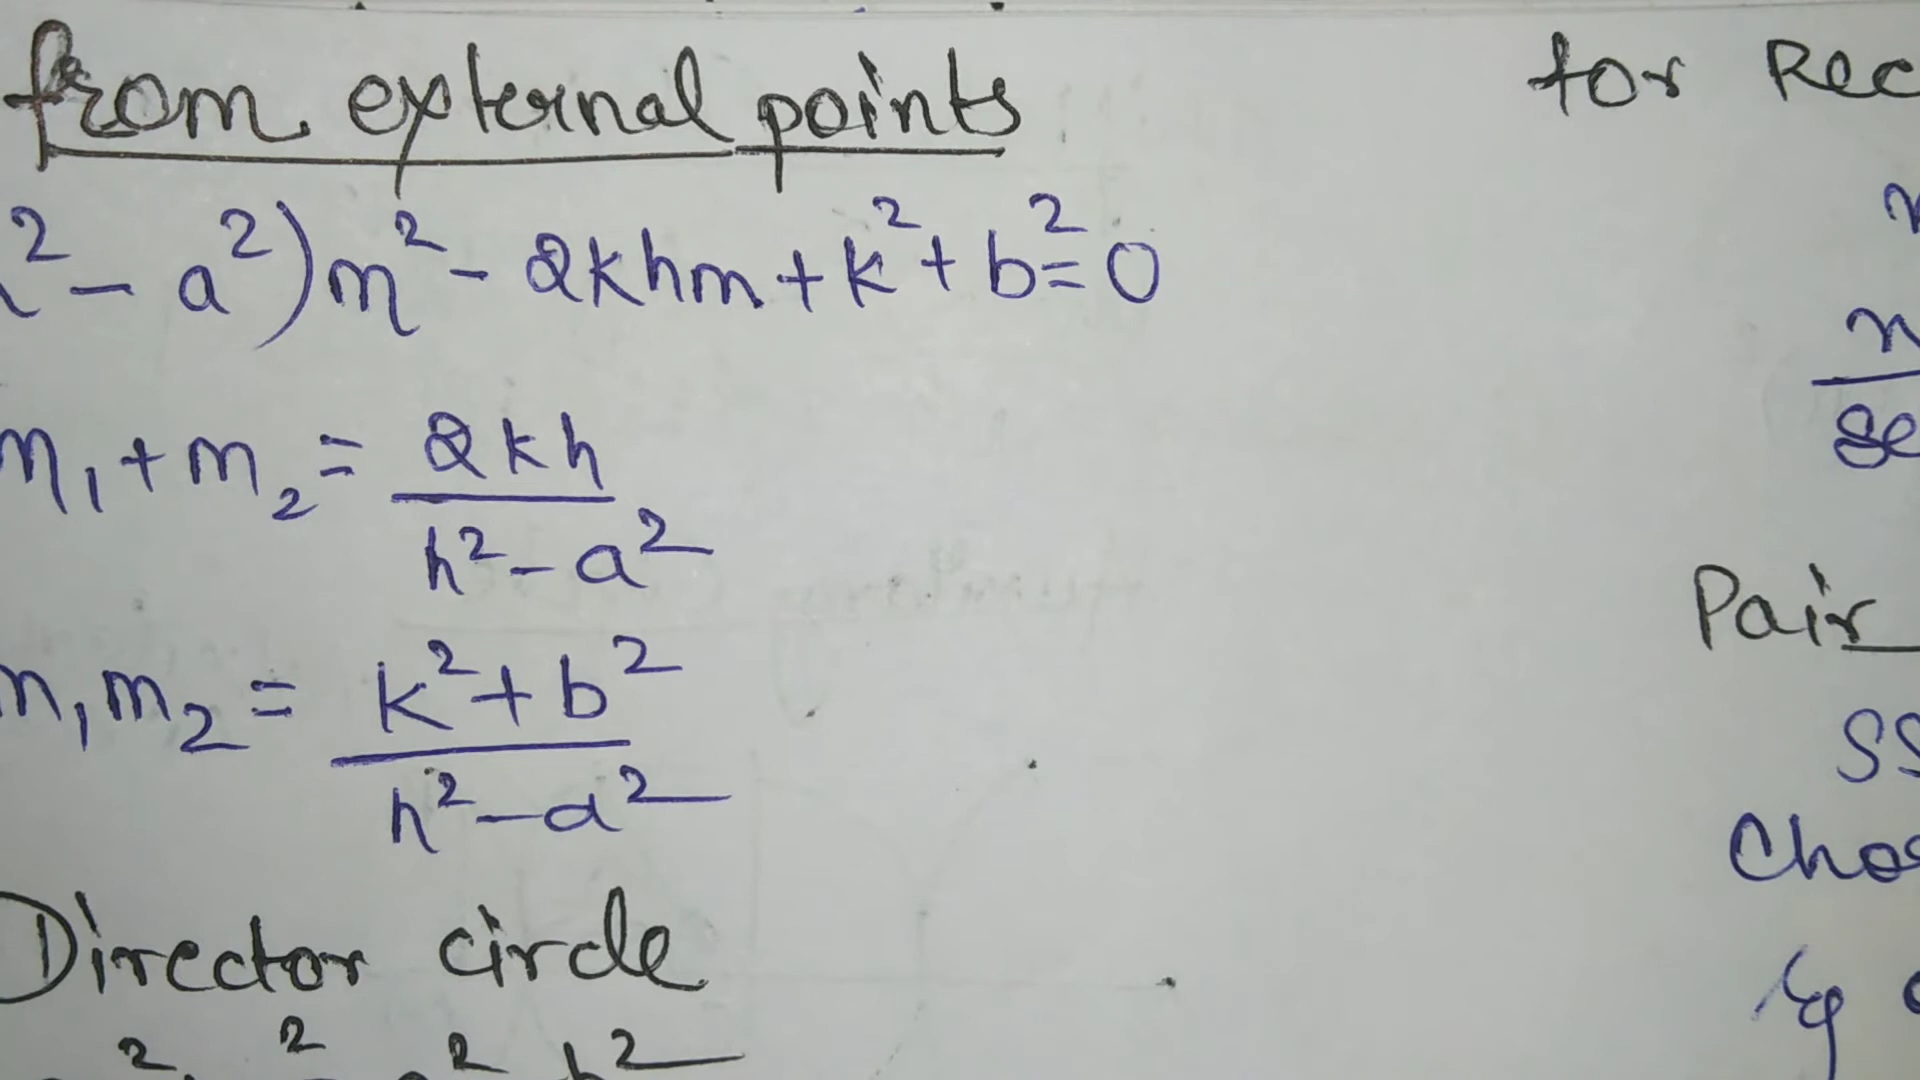 from external points
²-a²)m²-2khm+k²+b²=0
m₁+m₂= 2kh
h²-a²
m₁m₂= k²+b²
h²-a²
Director circle
for Rec
Pair
SS
Cho